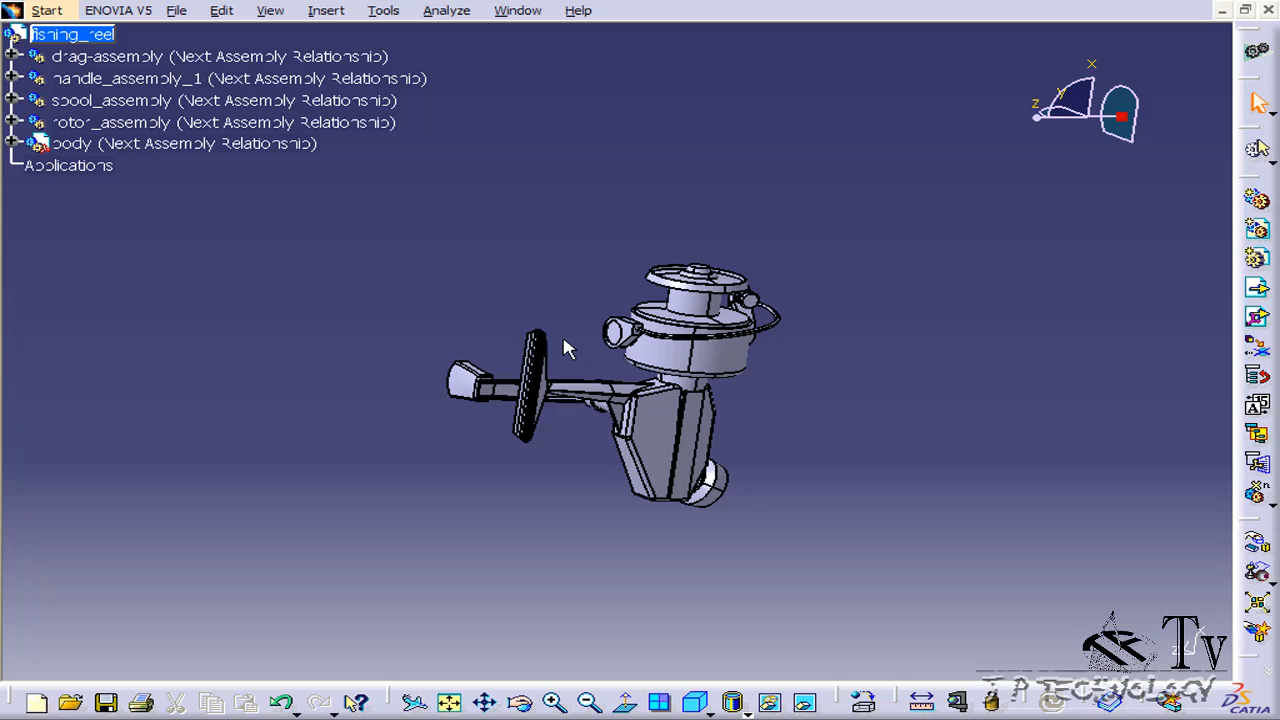 Start ENOVIA V5 File Edit View Insert Tools Analyze Window Help
fishing_reel
drag-assembly (Next Assembly Relationship)
handle_assembly_1 (Next Assembly Relationship)
spool_assembly (Next Assembly Relationship)
rotor_assembly (Next Assembly Relationship)
body (Next Assembly Relationship)
Applications
X
Y
Z
Tv
TECHNOLOGY
CATIA